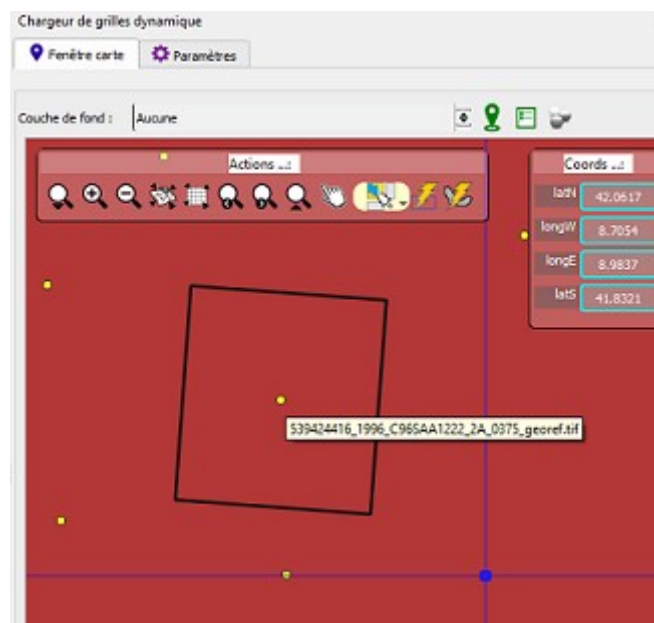 Chargeur de grilles dynamique
Fenêtre carte Paramètres
Couche de fond : Aucune
Actions ...: Coords ...:
latN 42.0617
longW 8.7054
longE 8.9837
latS 41.8321
539424416_1996_C96SAA1222_2A_0375_georef.tif